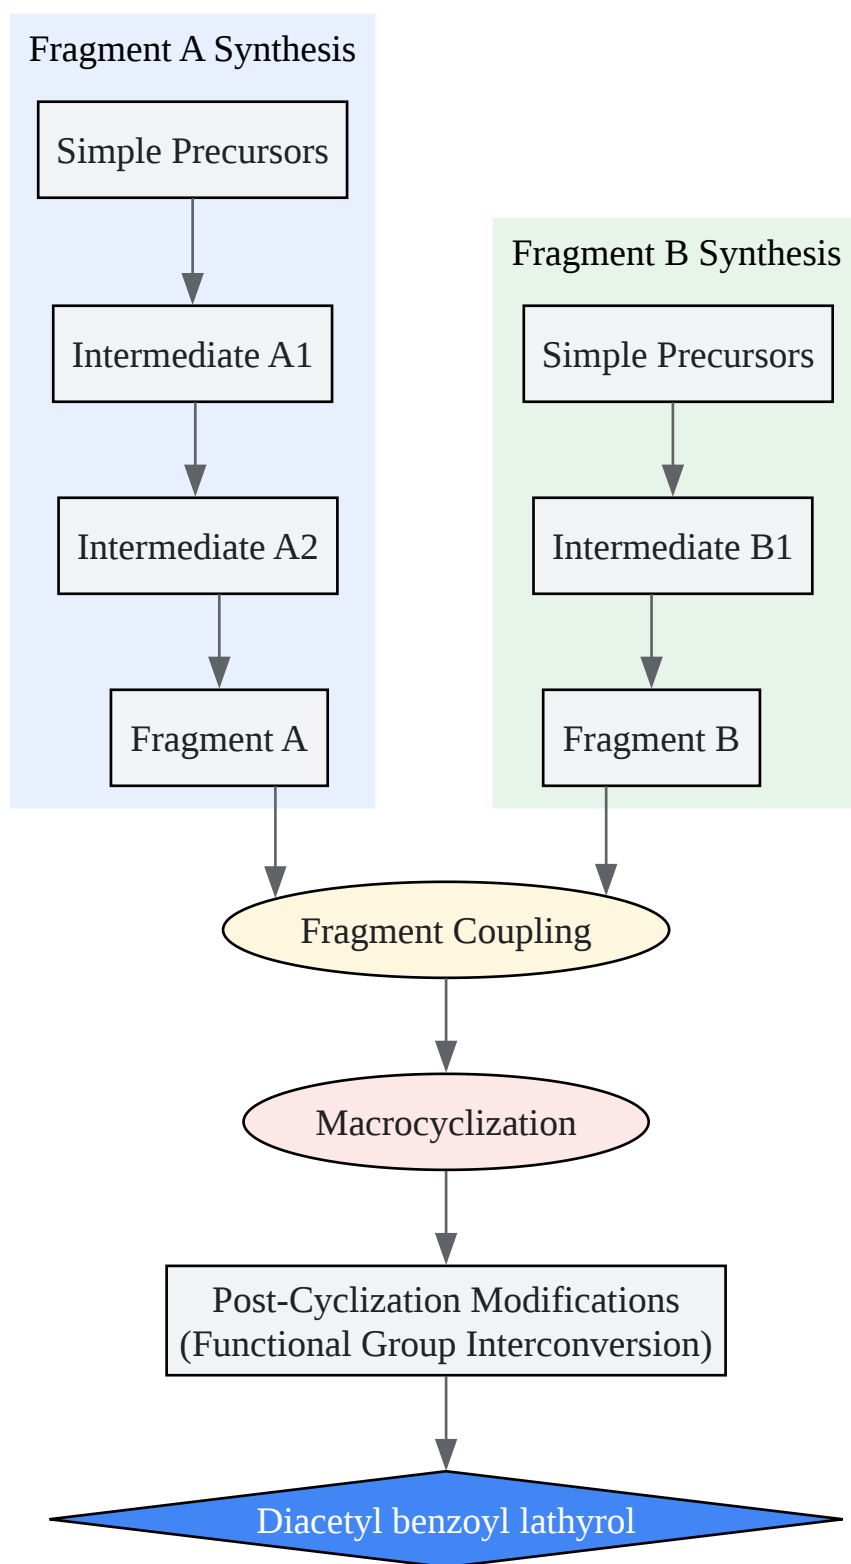 Fragment A Synthesis
Simple Precursors
Intermediate A1
Intermediate A2
Fragment A
Fragment B Synthesis
Simple Precursors
Intermediate B1
Fragment B
Fragment Coupling
Macrocyclization
Post-Cyclization Modifications
(Functional Group Interconversion)
Diacetyl benzoyl lathyrol